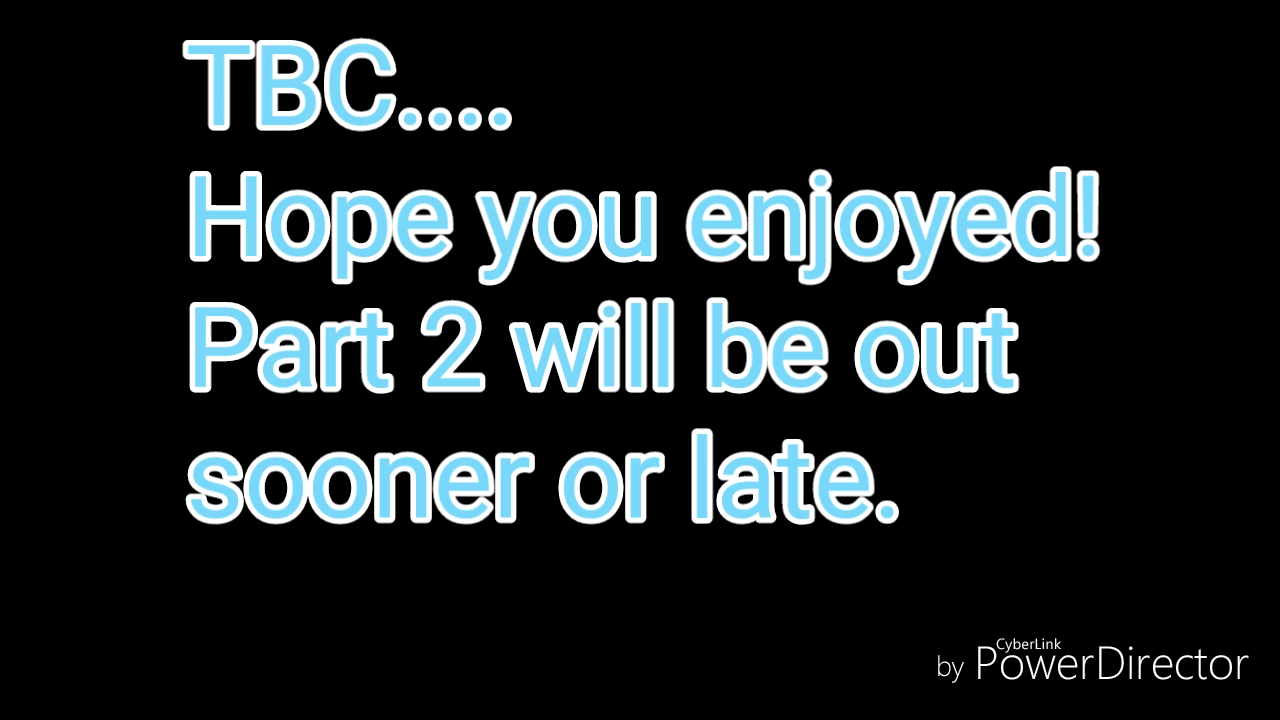 TBC....
Hope you enjoyed!
Part 2 will be out
sooner or late.
CyberLink
by PowerDirector